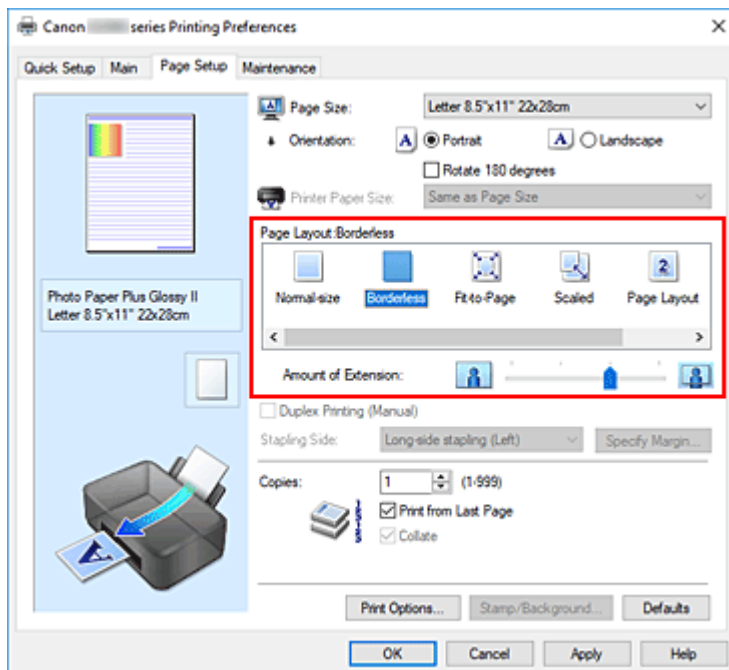 Canon series Printing Preferences
Quick Setup Main Page Setup Maintenance
Page Size: Letter 8.5"x11" 22x28cm
Orientation: A Portrait A Landscape
Rotate 180 degrees
Printer Paper Size: Same as Page Size
Page Layout:Borderless
Normal-size Borderless Fit-to-Page Scaled 2 Page Layout
Photo Paper Plus Glossy II
Letter 8.5"x11" 22x28cm
Amount of Extension:
Duplex Printing (Manual)
Stapling Side: Long-side stapling (Left) Specify Margin...
Copies: 1 (1-999)
Print from Last Page
Collate
A
Print Options... Stamp/Background... Defaults
OK Cancel Apply Help